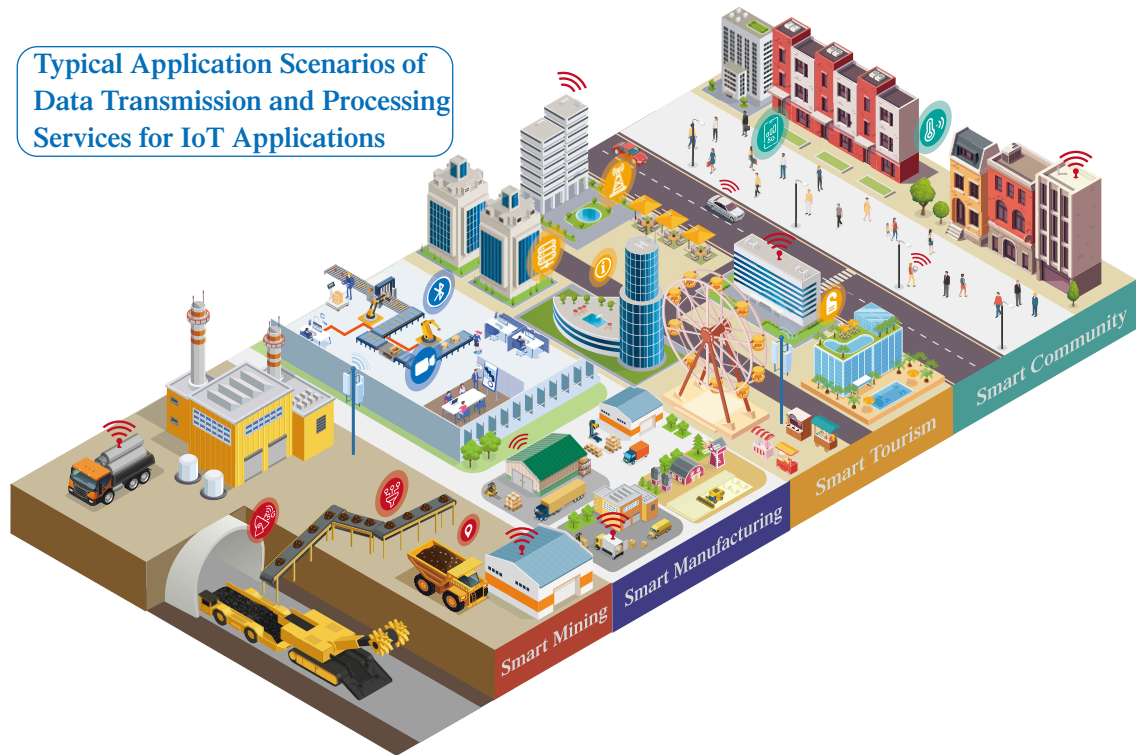 Typical Application Scenarios of
Data Transmission and Processing
Services for IoT Applications
Smart Community
Smart Tourism
Smart Manufacturing
Smart Mining